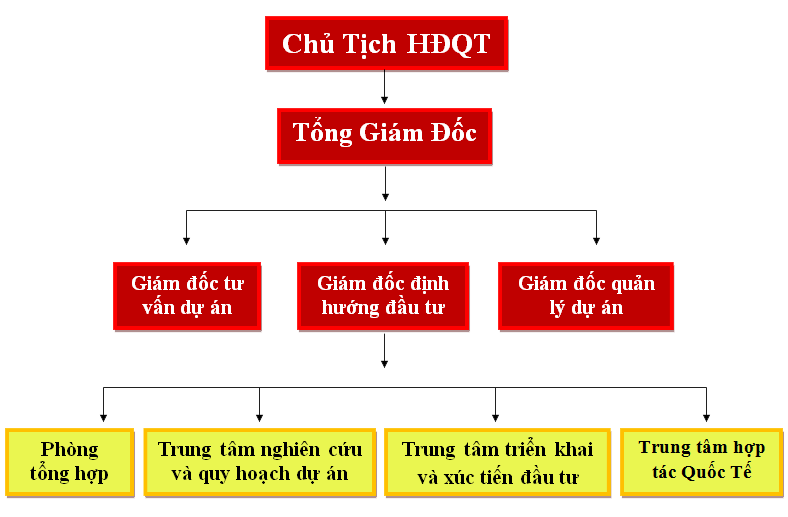 Chủ Tịch HĐQT
Tổng Giám Đốc
Giám đốc tư
vấn dự án
Giám đốc định
hướng đầu tư
Giám đốc quản
lý dự án
Phòng
tổng hợp
Trung tâm nghiên cứu
và quy hoạch dự án
Trung tâm triển khai
và xúc tiến đầu tư
Trung tâm hợp
tác Quốc Tế